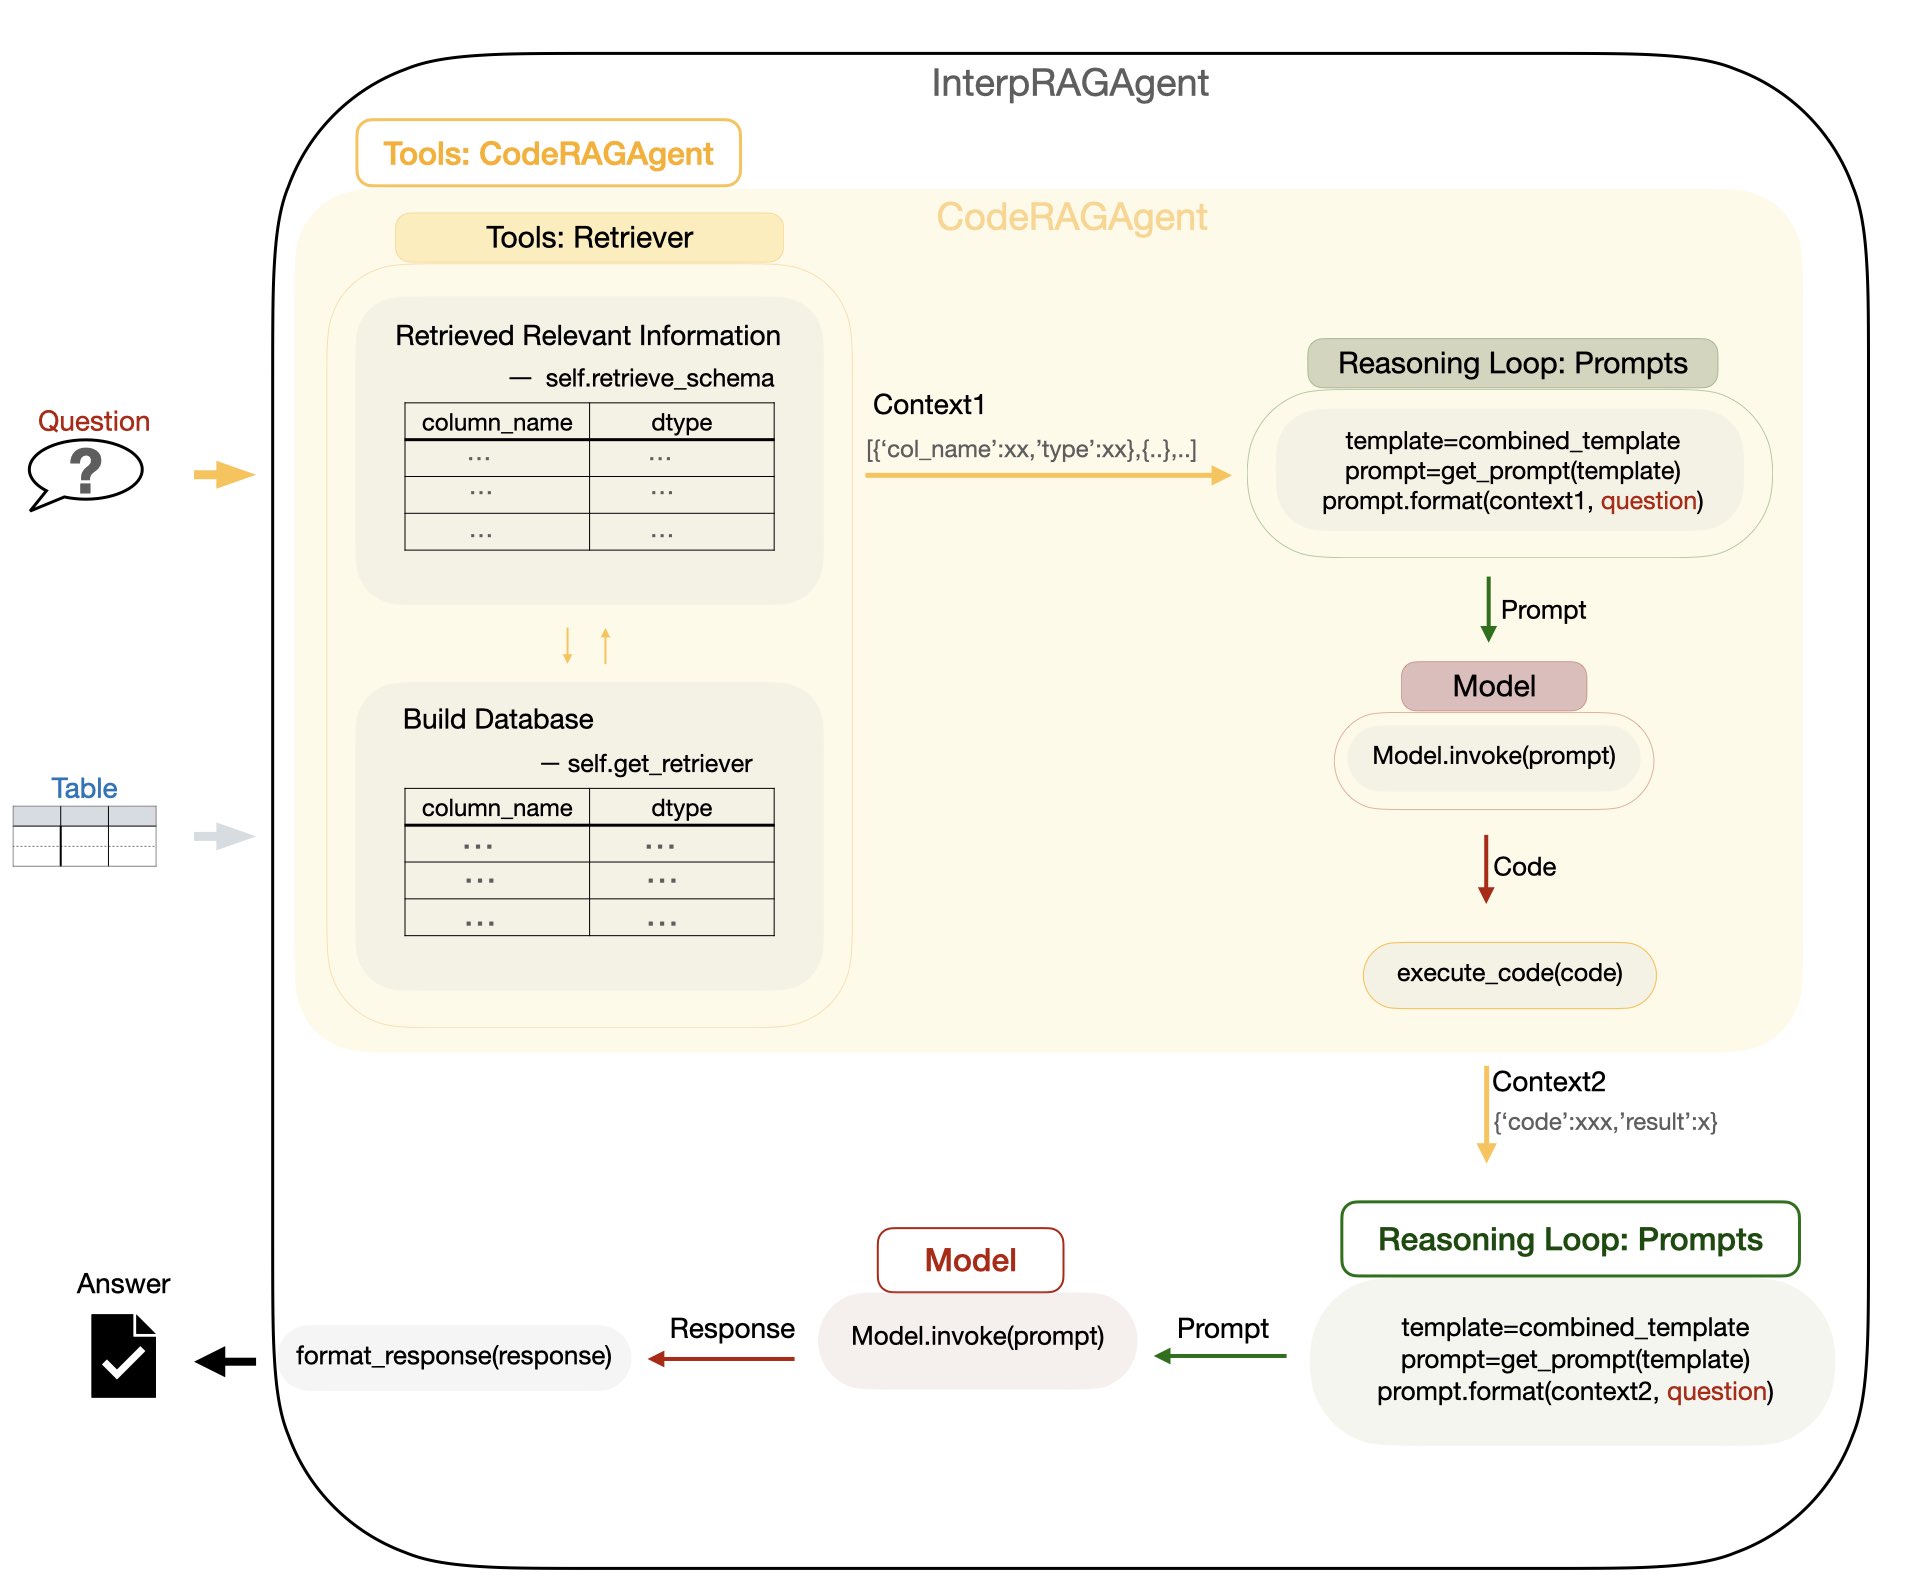 InterpRAGAgent
Tools: CodeRAGAgent
CodeRAGAgent
Tools: Retriever
Retrieved Relevant Information
— self.retrieve_schema
column_name dtype
... ...
... ...
... ...
Build Database
— self.get_retriever
column_name dtype
... ...
... ...
... ...
Question
?
Table
Context1
[{‘col_name’:xx,’type’:xx},{..},..]
Reasoning Loop: Prompts
template=combined_template
prompt=get_prompt(template)
prompt.format(context1, question)
Prompt
Model
Model.invoke(prompt)
Code
execute_code(code)
Context2
{‘code’:xxx,’result’:x}
Reasoning Loop: Prompts
template=combined_template
prompt=get_prompt(template)
prompt.format(context2, question)
Prompt
Model
Model.invoke(prompt)
Response
format_response(response)
Answer